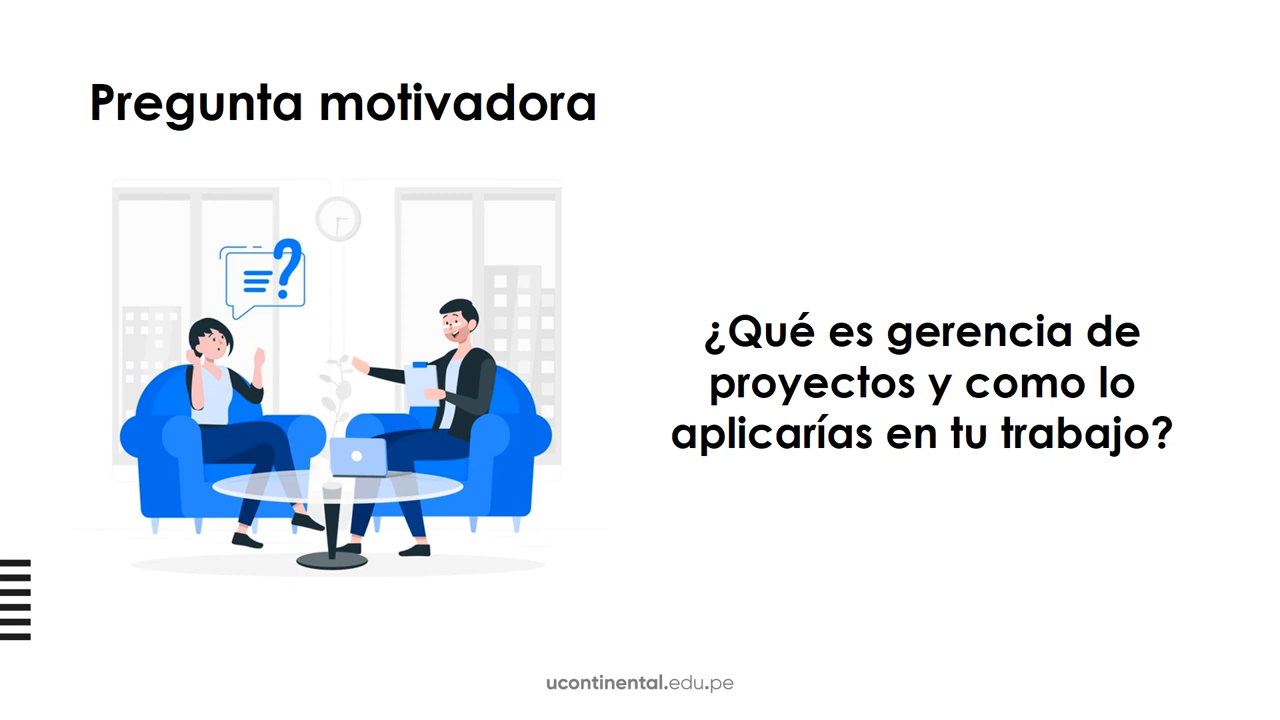 Pregunta motivadora
¿Qué es gerencia de
proyectos y como lo
aplicarías en tu trabajo?
ucontinental.edu.pe